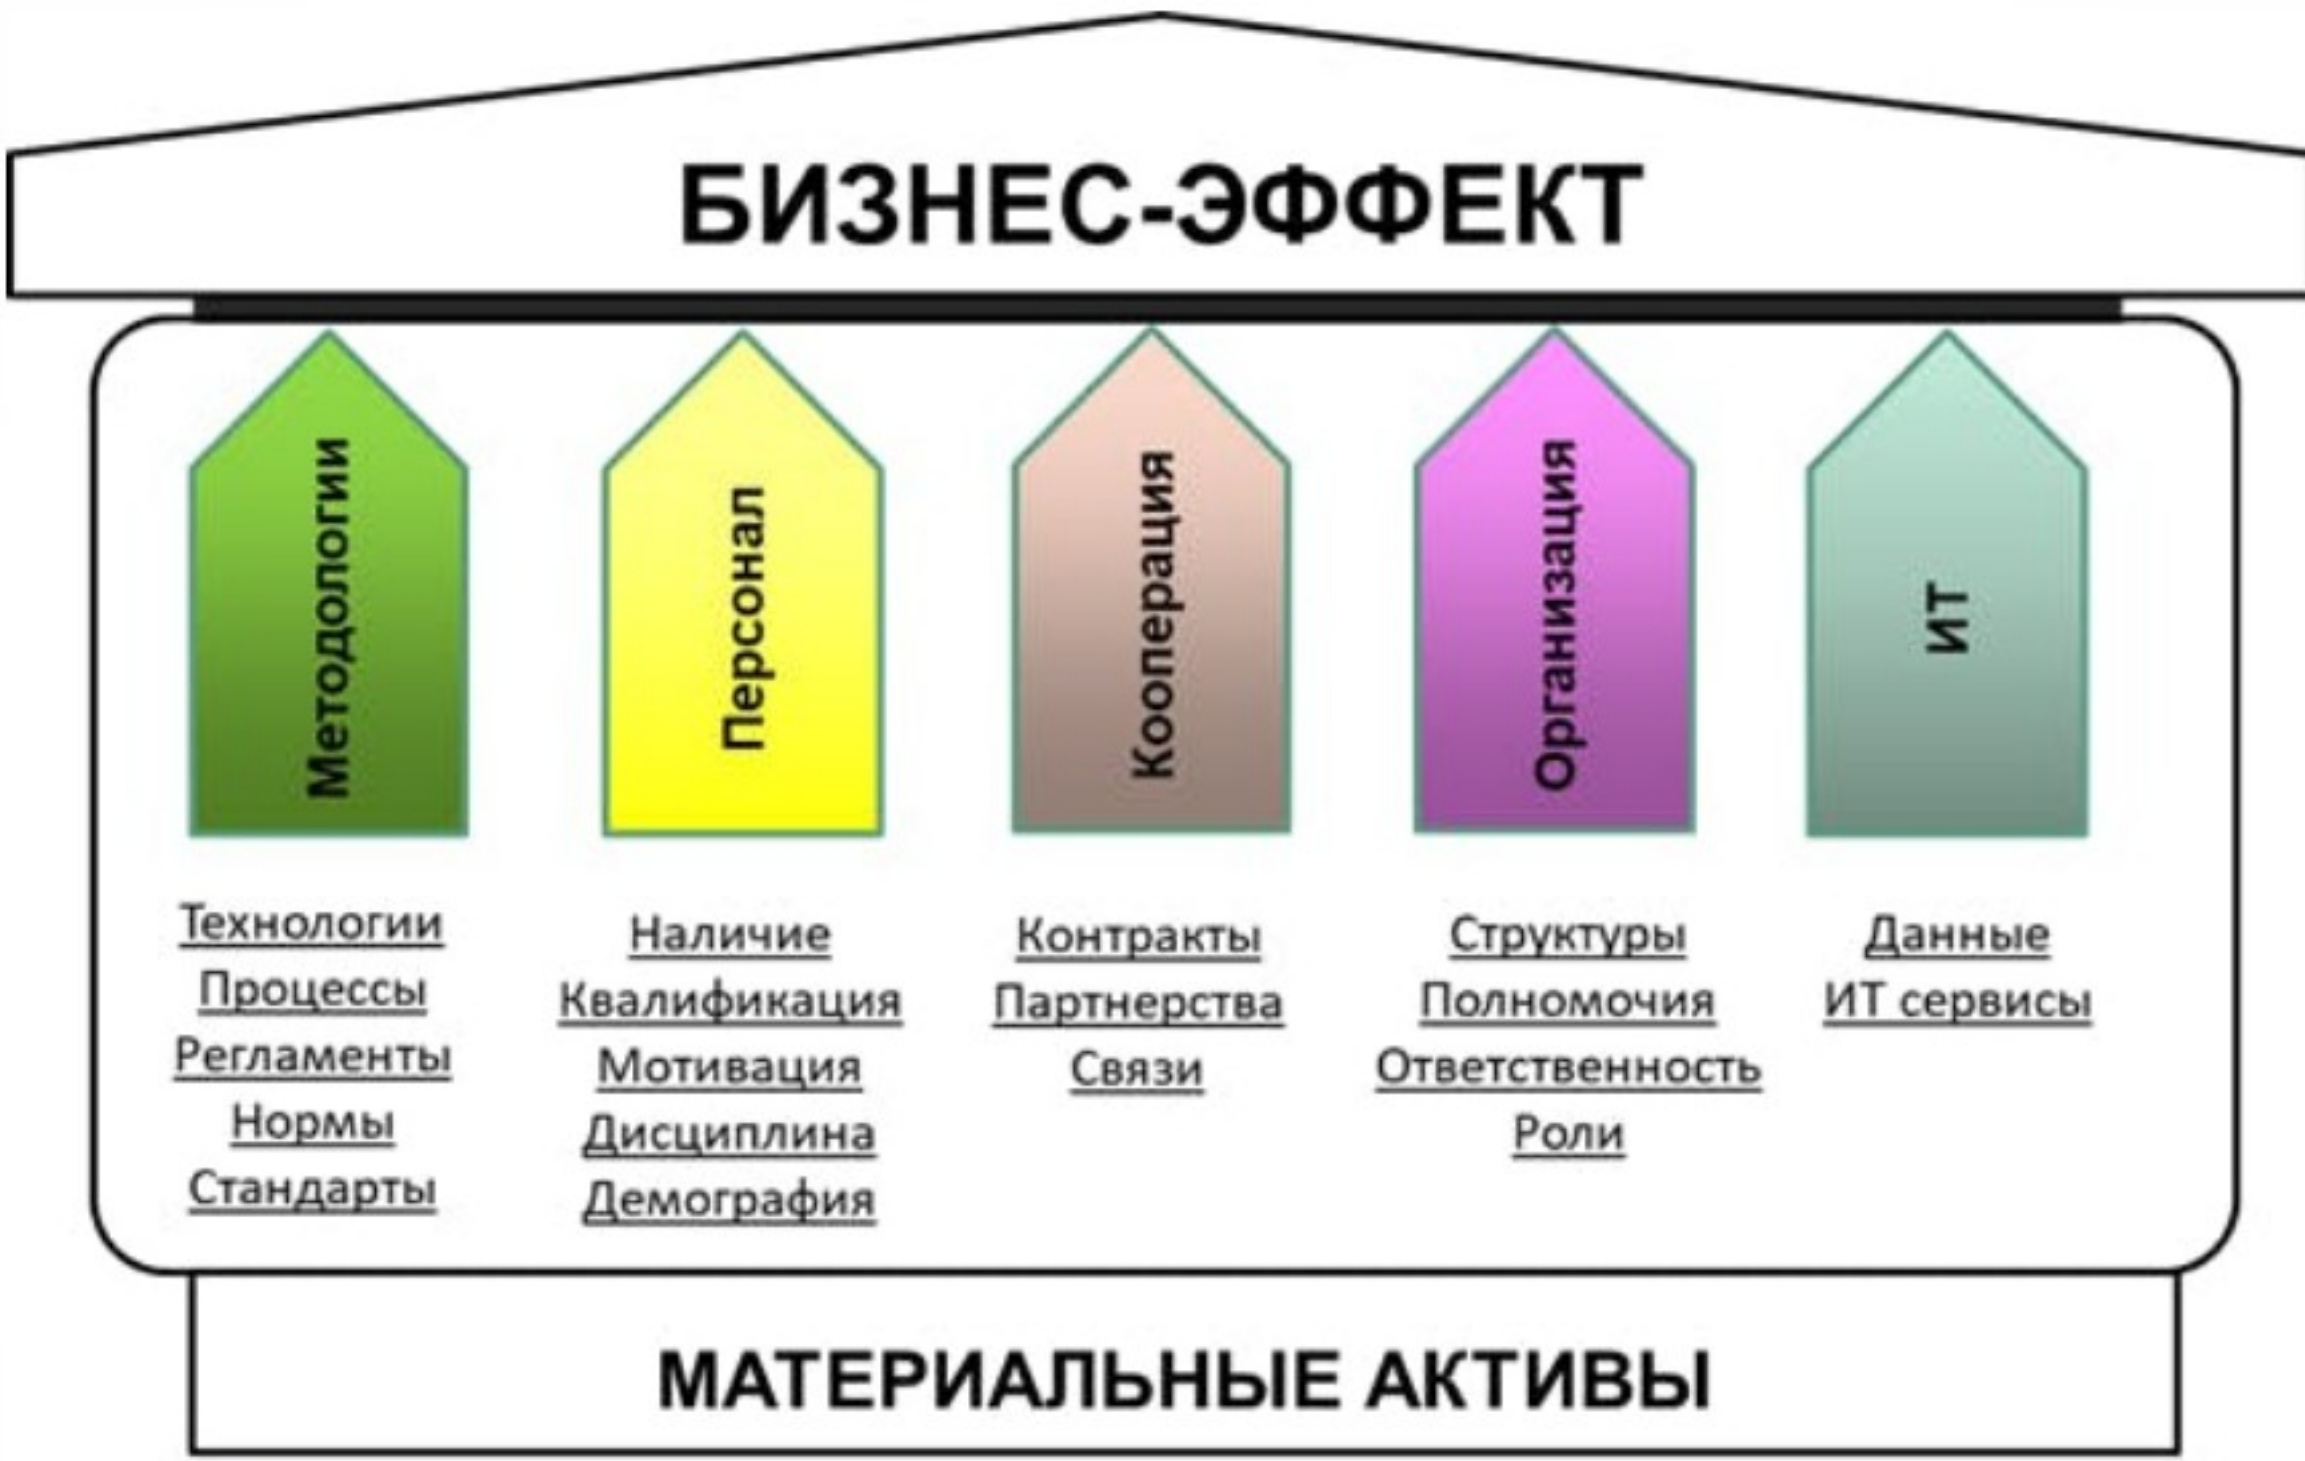 БИЗНЕС-ЭФФЕКТ
Методологии
Персонал
Кооперация
Организация
ИТ
Технологии
Процессы
Регламенты
Нормы
Стандарты
Наличие
Квалификация
Мотивация
Дисциплина
Демография
Контракты
Партнерства
Связи
Структуры
Полномочия
Ответственность
Роли
Данные
ИТ сервисы
МАТЕРИАЛЬНЫЕ АКТИВЫ